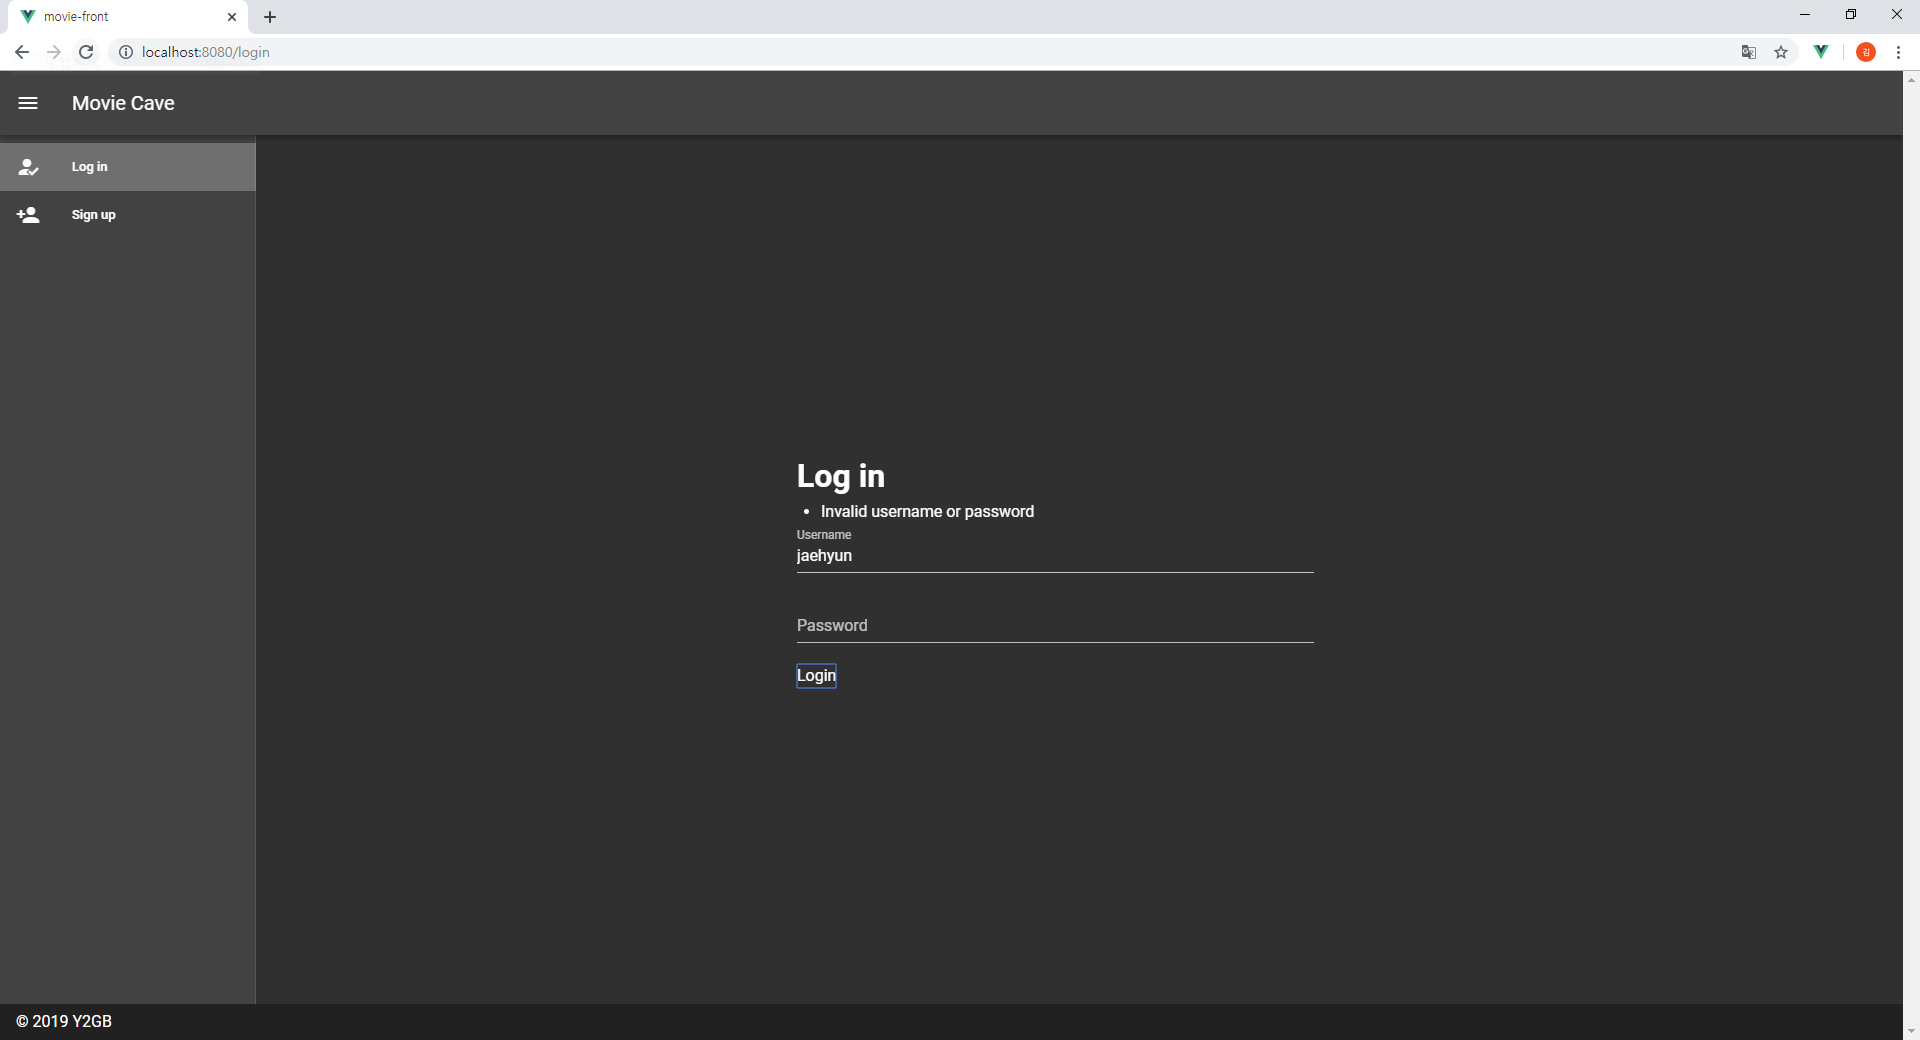 movie-front
localhost:8080/login
김
Movie Cave
Log in
Sign up
Log in
Invalid username or password
Username
jaehyun
Password
Login
© 2019 Y2GB